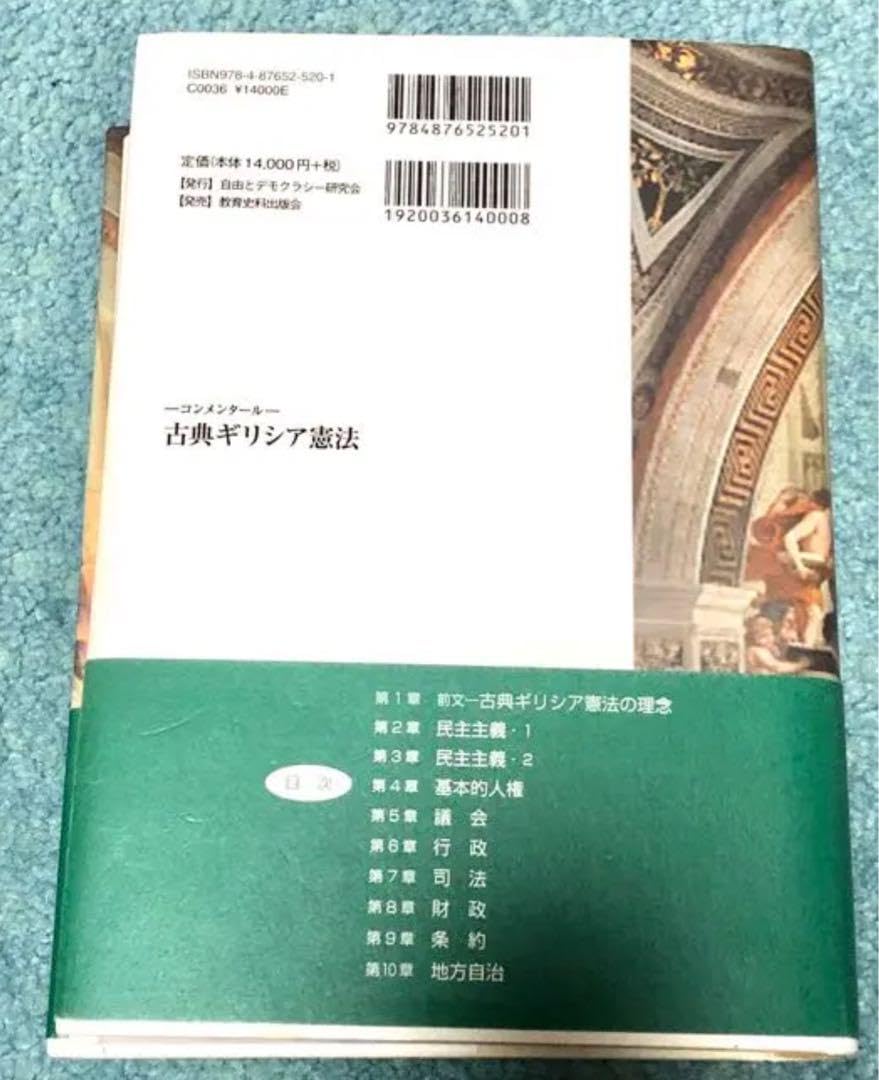 ISBN978-4-87652-520-1
C0036 ¥14000E
9784876525201
定価(本体14,000円+税)
【発行】自由とデモクラシー研究会
【発売】教育史料出版会
1920036140008
ーコンメンタールー
古典ギリシア憲法
目次
第1章 前文ー古典ギリシア憲法の理念
第2章 民主主義・1
第3章 民主主義・2
第4章 基本的人権
第5章 議会
第6章 行政
第7章 司法
第8章 財政
第9章 条約
第10章 地方自治